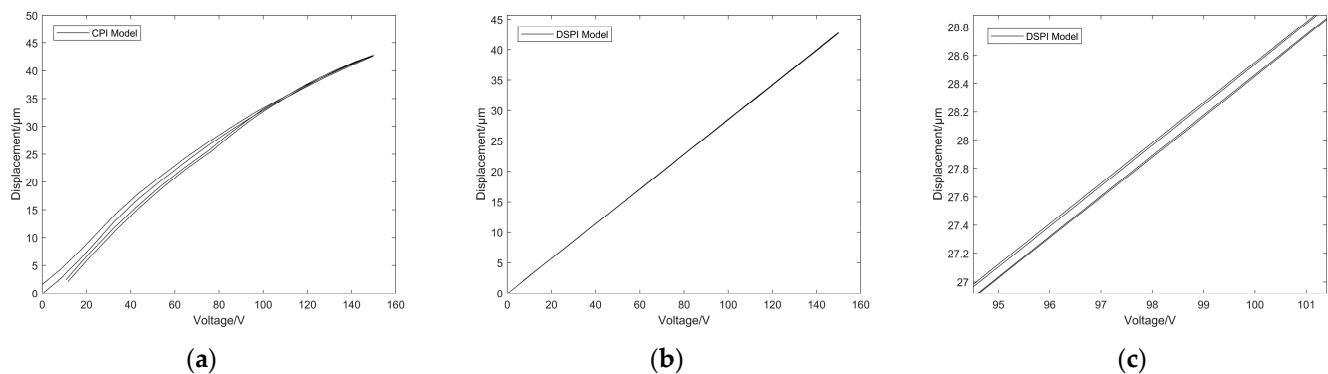 CPI Model
50
45
40
35
30
25
20
15
10
5
0
Displacement/μm
0 20 40 60 80 100 120 140 160
Voltage/V
(a)
DSPI Model
45
40
35
30
25
20
15
10
5
0
Displacement/μm
0 20 40 60 80 100 120 140 160
Voltage/V
(b)
DSPI Model
28.8
28.6
28.4
28.2
28
27.8
27.6
27.4
27.2
27
Displacement/μm
95 96 97 98 99 100 101
Voltage/V
(c)